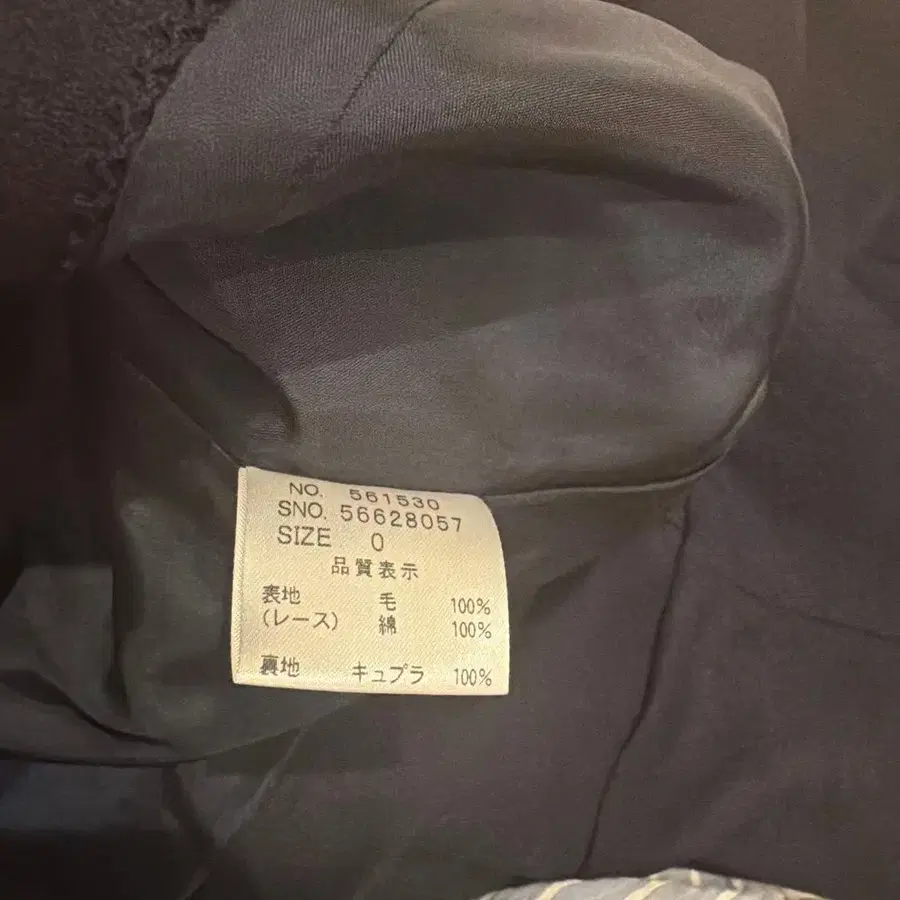 NO. 561530
SNO. 56628057
SIZE 0
品質表示
表地 毛 100%
(レース) 綿 100%
裏地 キュプラ 100%